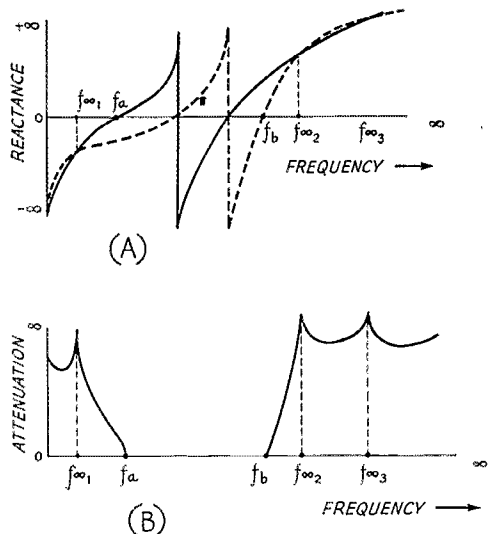 +∞
REACTANCE
0
-∞
f∞₁
fa
fb
f∞₂
f∞₃
∞
FREQUENCY
(A)
∞
ATTENUATION
0
f∞₁
fa
fb
f∞₂
f∞₃
∞
FREQUENCY
(B)